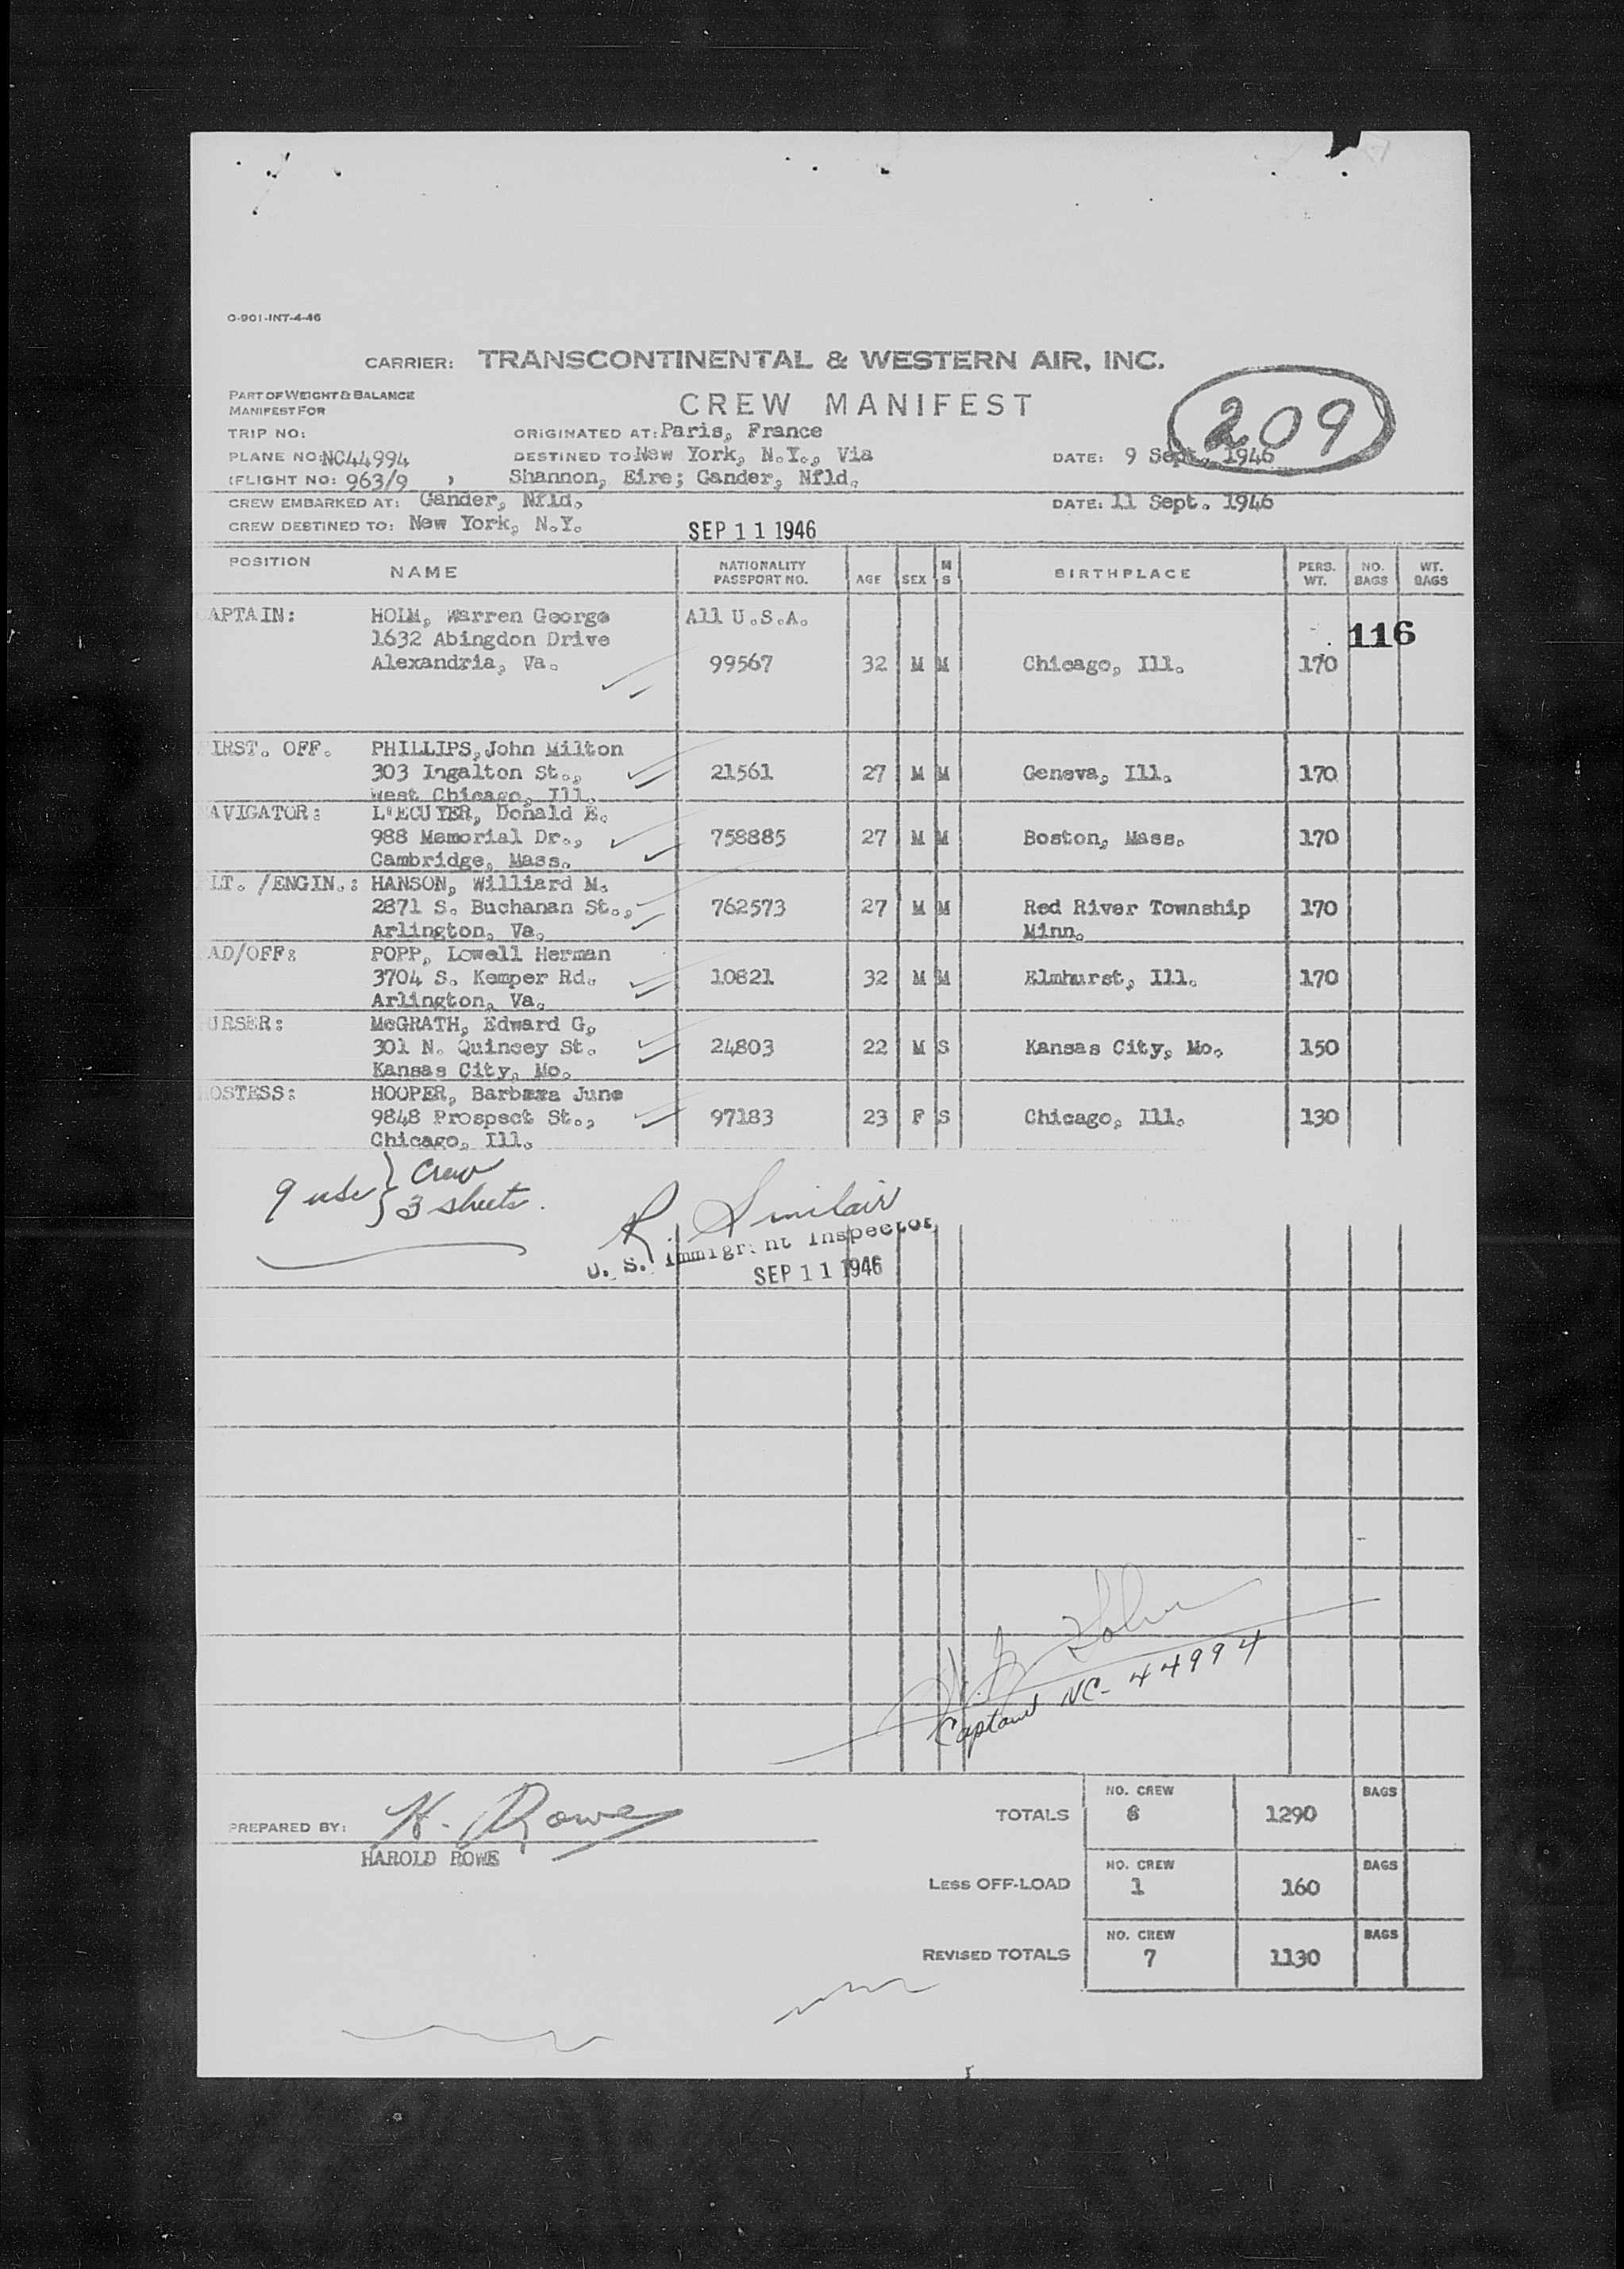 O-901-INT-4-46
CARRIER: TRANSCONTINENTAL & WESTERN AIR, INC.
PART OF WEIGHT & BALANCE
MANIFEST FOR
CREW MANIFEST
209
TRIP NO: ORIGINATED AT: Paris, France
PLANE NO: NC44994 DESTINED TO New York, N.Y., Via DATE: 9 Sept. 1946
(FLIGHT NO: 963/9 ) Shannon, Eire; Gander, Nfld.
CREW EMBARKED AT: Gander, Nfld. DATE: 11 Sept. 1946
CREW DESTINED TO: New York, N.Y. SEP 11 1946
POSITION NAME NATIONALITY PASSPORT NO. AGE SEX M S BIRTHPLACE PERS. WT. NO. BAGS WT. BAGS
APTAIN: HOLM, Warren George All U.S.A.
1632 Abingdon Drive 116
Alexandria, Va. 99567 32 M M Chicago, Ill. 170
IRST. OFF. PHILLIPS, John Milton
303 Ingalton St., 21561 27 M M Geneva, Ill. 170
West Chicago, Ill.
AVIGATOR: L'ECUYER, Donald E.
988 Memorial Dr., 758885 27 M M Boston, Mass. 170
Cambridge, Mass.
LT. /ENGIN.: HANSON, Williard M.
2871 S. Buchanan St., 762573 27 M M Red River Township 170
Arlington, Va. Minn.
AD/OFF: POPP, Lowell Herman
3704 S. Kemper Rd. 10821 32 M M Elmhurst, Ill. 170
Arlington, Va.
URSER: McGRATH, Edward G.
301 N. Quincey St. 24803 22 M S Kansas City, Mo. 150
Kansas City, Mo.
OSTESS: HOOPER, Barbara June
9848 Prospect St., 97183 23 F S Chicago, Ill. 130
Chicago, Ill.
9 usc } Crew
3 sheets.
R. Sinclair
U. S. Immigrant Inspector
SEP 11 1946
Holm
Captain NC-44994
PREPARED BY: H. Rowe
HAROLD ROWE
TOTALS NO. CREW 8 1290 BAGS
LESS OFF-LOAD NO. CREW 1 160 BAGS
REVISED TOTALS NO. CREW 7 1130 BAGS